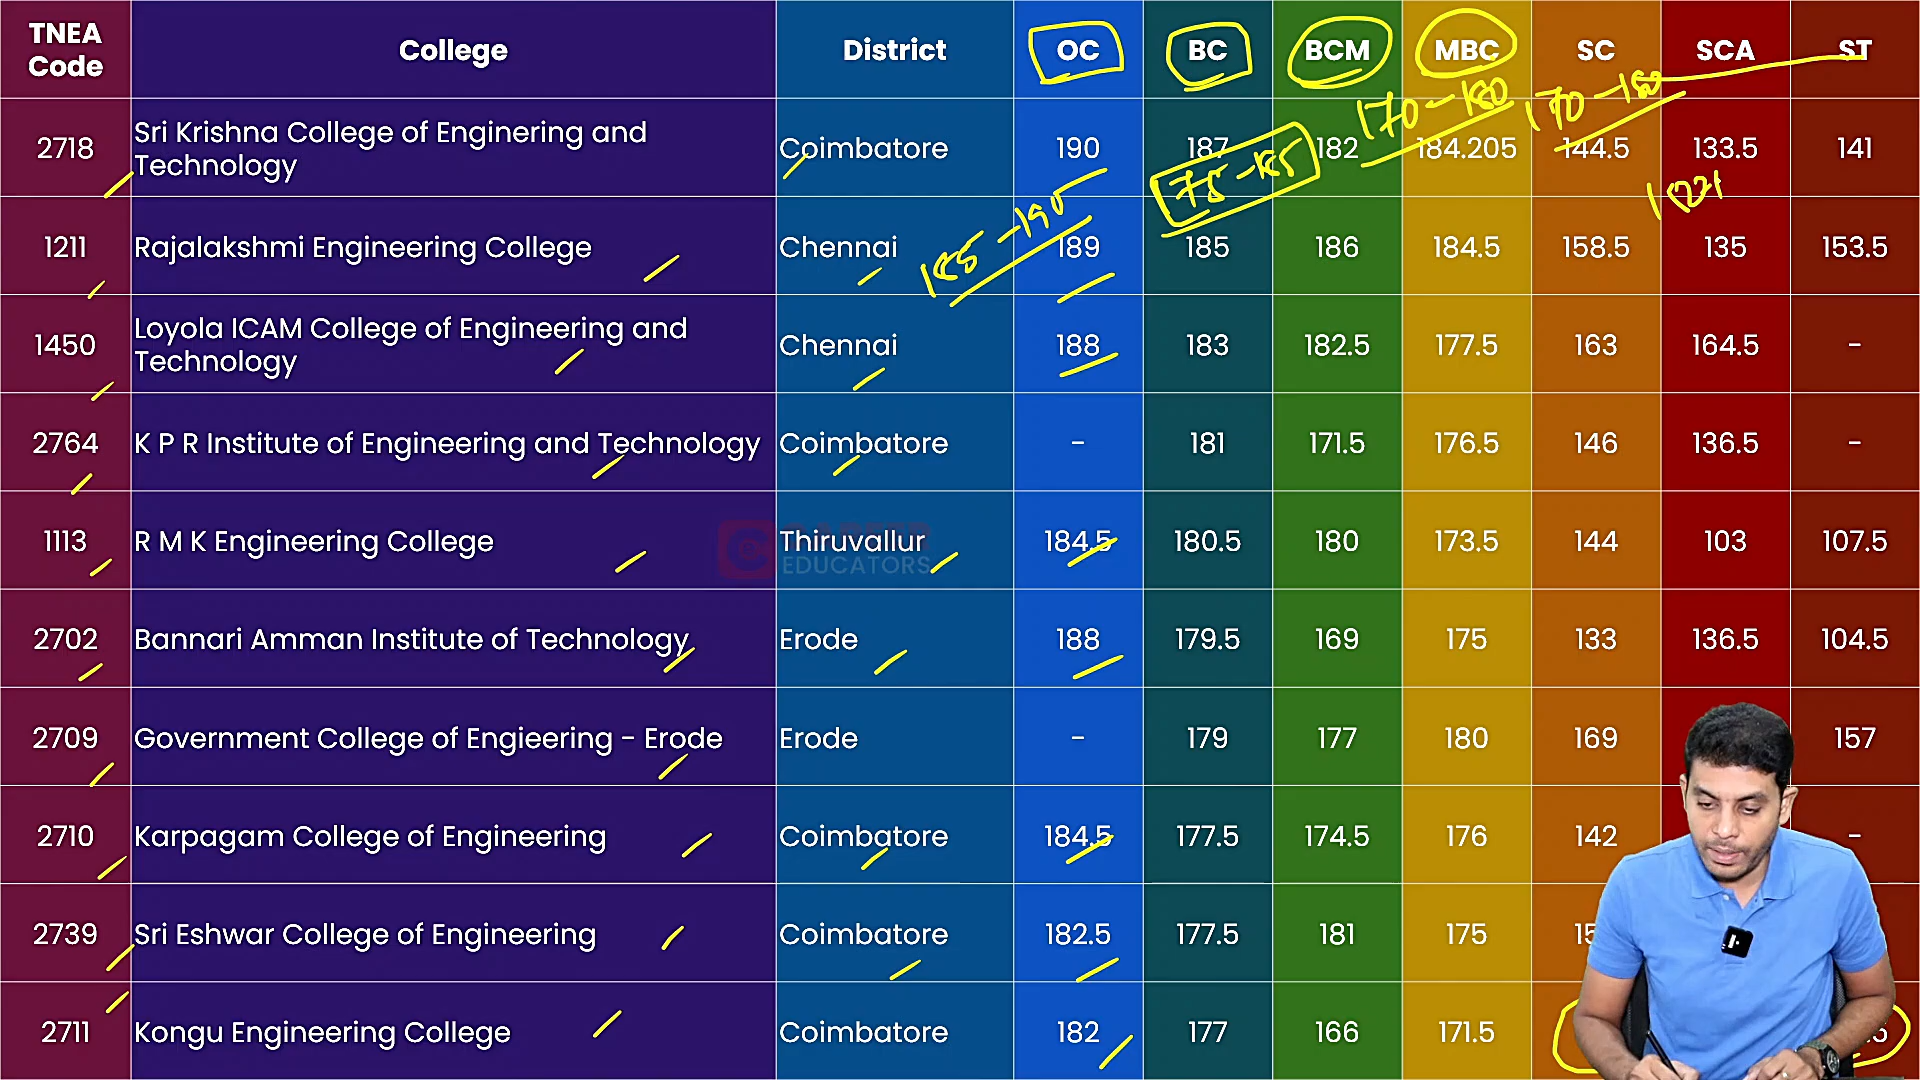 TNEA Code College District OC BC BCM MBC SC SCA ST
170-180 170-180
2718 Sri Krishna College of Enginering and Technology Coimbatore 190 187 182 184.205 144.5 133.5 141
175-185
185-190
1211 Rajalakshmi Engineering College Chennai 189 185 186 184.5 158.5 135 153.5
1450 Loyola ICAM College of Engineering and Technology Chennai 188 183 182.5 177.5 163 164.5 -
2764 K P R Institute of Engineering and Technology Coimbatore - 181 171.5 176.5 146 136.5 -
1113 R M K Engineering College Thiruvallur 184.5 180.5 180 173.5 144 103 107.5
CAREER
EDUCATORS
2702 Bannari Amman Institute of Technology Erode 188 179.5 169 175 133 136.5 104.5
2709 Government College of Engieering - Erode Erode - 179 177 180 169 157
2710 Karpagam College of Engineering Coimbatore 184.5 177.5 174.5 176 142 -
2739 Sri Eshwar College of Engineering Coimbatore 182.5 177.5 181 175
2711 Kongu Engineering College Coimbatore 182 177 166 171.5